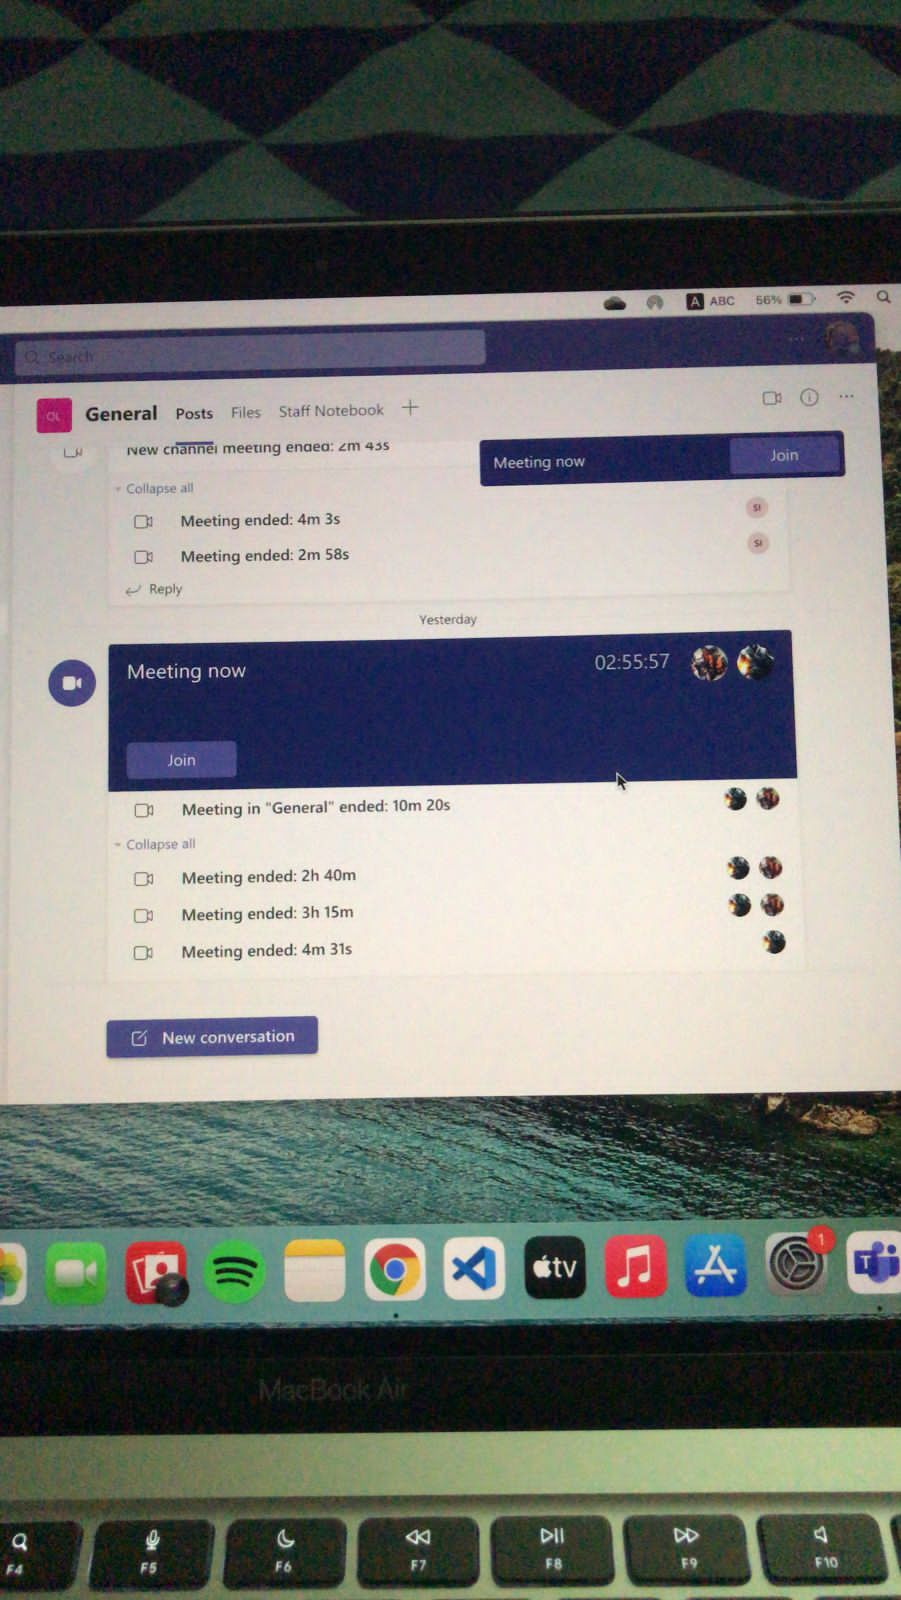 A ABC 56%
Search
OL General Posts Files Staff Notebook
New channel meeting ended: 2m 43s
Meeting now Join
Collapse all
Meeting ended: 4m 3s SI
Meeting ended: 2m 58s SI
Reply
Yesterday
Meeting now 02:55:57
Join
Meeting in "General" ended: 10m 20s
Collapse all
Meeting ended: 2h 40m
Meeting ended: 3h 15m
Meeting ended: 4m 31s
New conversation
tv 1 T
MacBook Air
F4 F5 F6 F7 F8 F9 F10